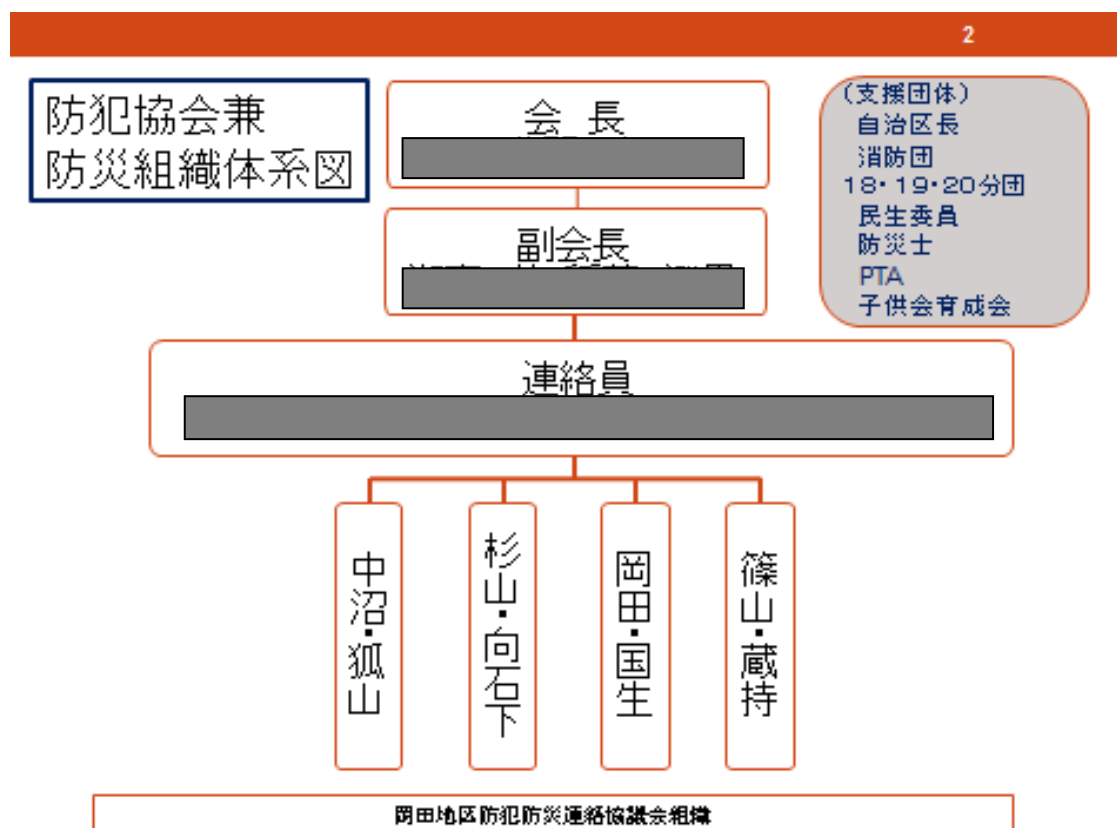 2
防犯協会兼
防災組織体系図
会 長
副会長
連絡員
(支援団体)
自治区長
消防団
18・19・20分団
民生委員
防災士
PTA
子供会育成会
中沼・狐山
杉山・向石下
岡田・国生
篠山・蔵持
岡田地区防犯防災連絡協議会組織